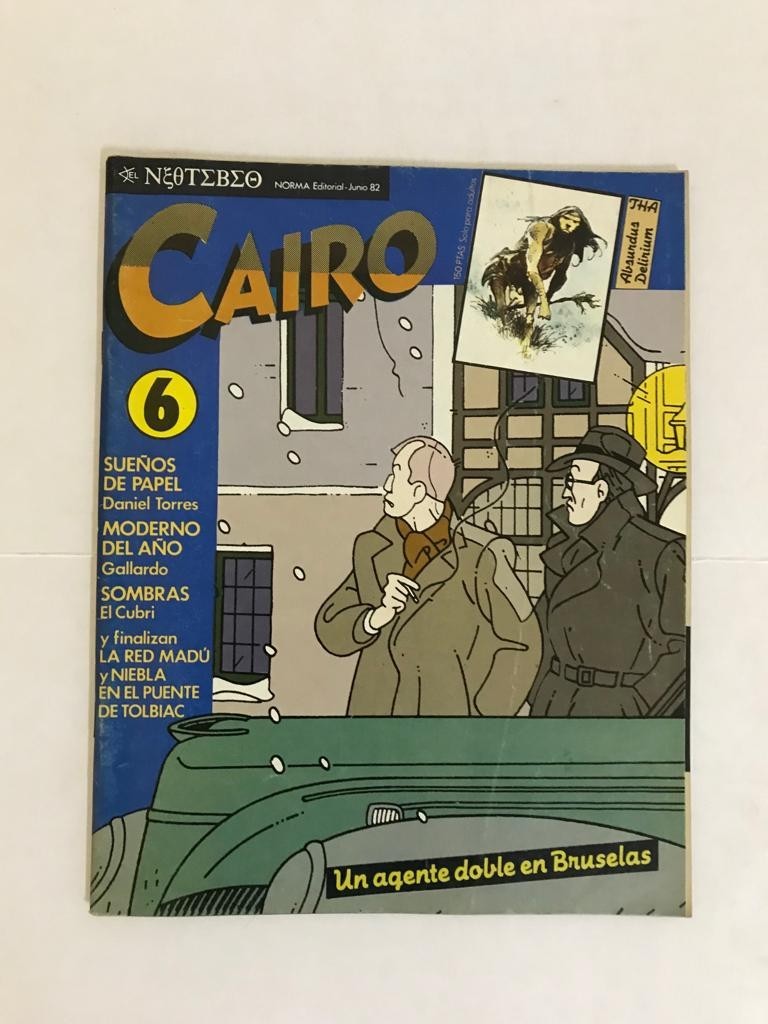 EL NξθTΣBΣΘ
NORMA Editorial - Junio 82
CAIRO
150 PTAS. Solo para adultos
THA
Absurdus
Delirium
6
SUEÑOS
DE PAPEL
Daniel Torres
MODERNO
DEL AÑO
Gallardo
SOMBRAS
El Cubri
y finalizan
LA RED MADÚ
y NIEBLA
EN EL PUENTE
DE TOLBIAC
Un agente doble en Bruselas